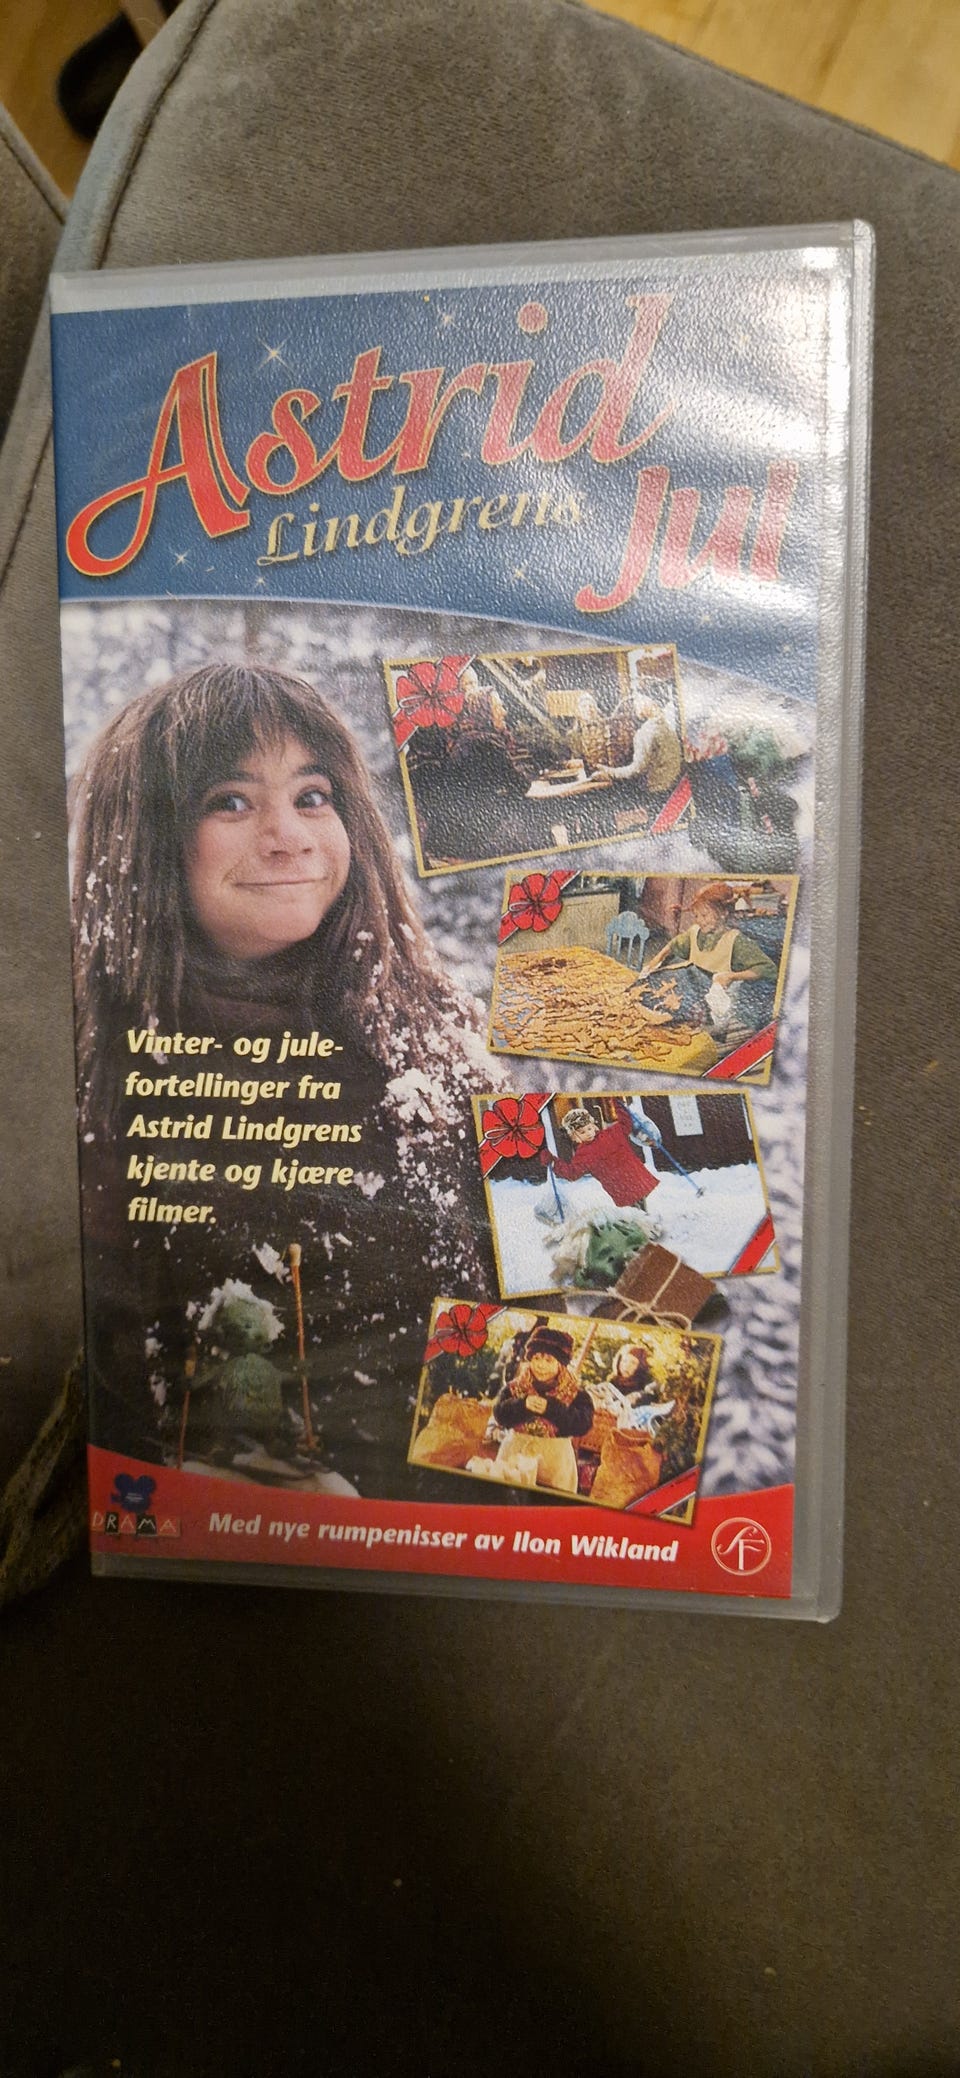 Astrid
Lindgrens Jul
Vinter- og jule-
fortellinger fra
Astrid Lindgrens
kjente og kjære
filmer.
DRAMA
Med nye rumpenisser av Ilon Wikland
SF